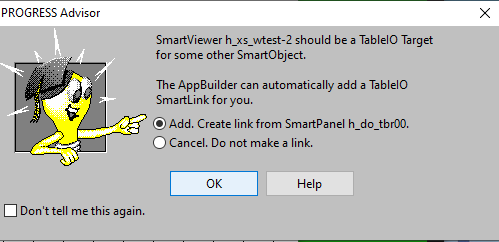 PROGRESS Advisor
SmartViewer h_xs_wtest-2 should be a TableIO Target
for some other SmartObject.
The AppBuilder can automatically add a TableIO
SmartLink for you.
Add. Create link from SmartPanel h_do_tbr00.
Cancel. Do not make a link.
OK Help
Don't tell me this again.